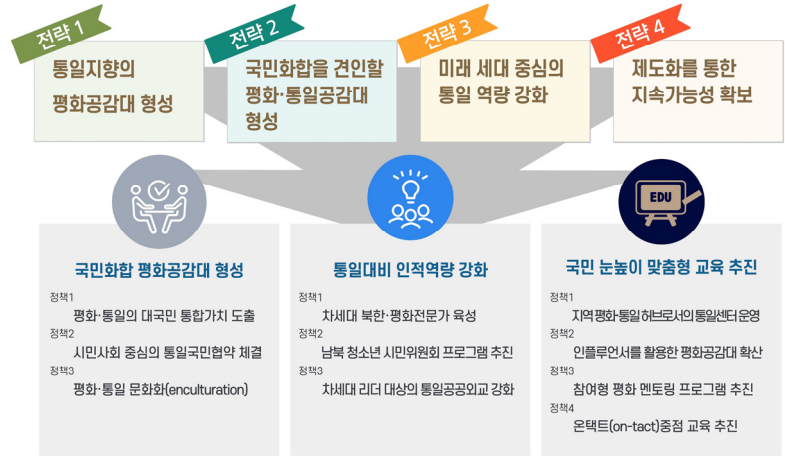 전략 1
통일지향의
평화공감대 형성
전략 2
국민화합을 견인할
평화·통일공감대
형성
전략 3
미래 세대 중심의
통일 역량 강화
전략 4
제도화를 통한
지속가능성 확보
국민화합 평화공감대 형성
정책1
평화·통일의 대국민 통합가치 도출
정책2
시민사회 중심의 통일국민협약 체결
정책3
평화·통일 문화화(enculturation)
통일대비 인적역량 강화
정책1
차세대 북한·평화전문가 육성
정책2
남북 청소년 시민위원회 프로그램 추진
정책3
차세대 리더 대상의 통일공공외교 강화
EDU
국민 눈높이 맞춤형 교육 추진
정책1
지역 평화·통일 허브로서의 통일센터 운영
정책2
인플루언서를 활용한 평화공감대 확산
정책3
참여형 평화 멘토링 프로그램 추진
정책4
온택트(on-tact)중점 교육 추진